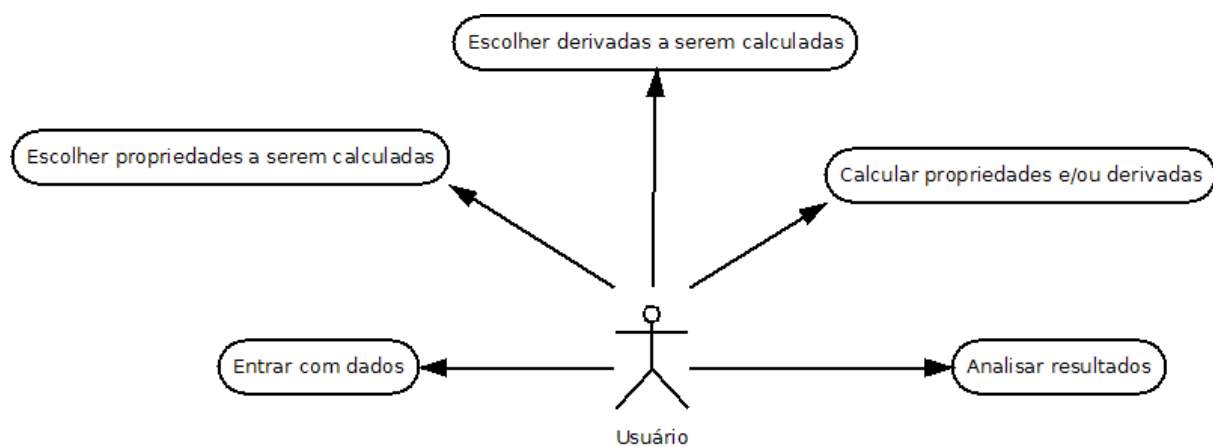 Escolher derivadas a serem calculadas
Escolher propriedades a serem calculadas
Calcular propriedades e/ou derivadas
Entrar com dados
Analisar resultados
Usuário